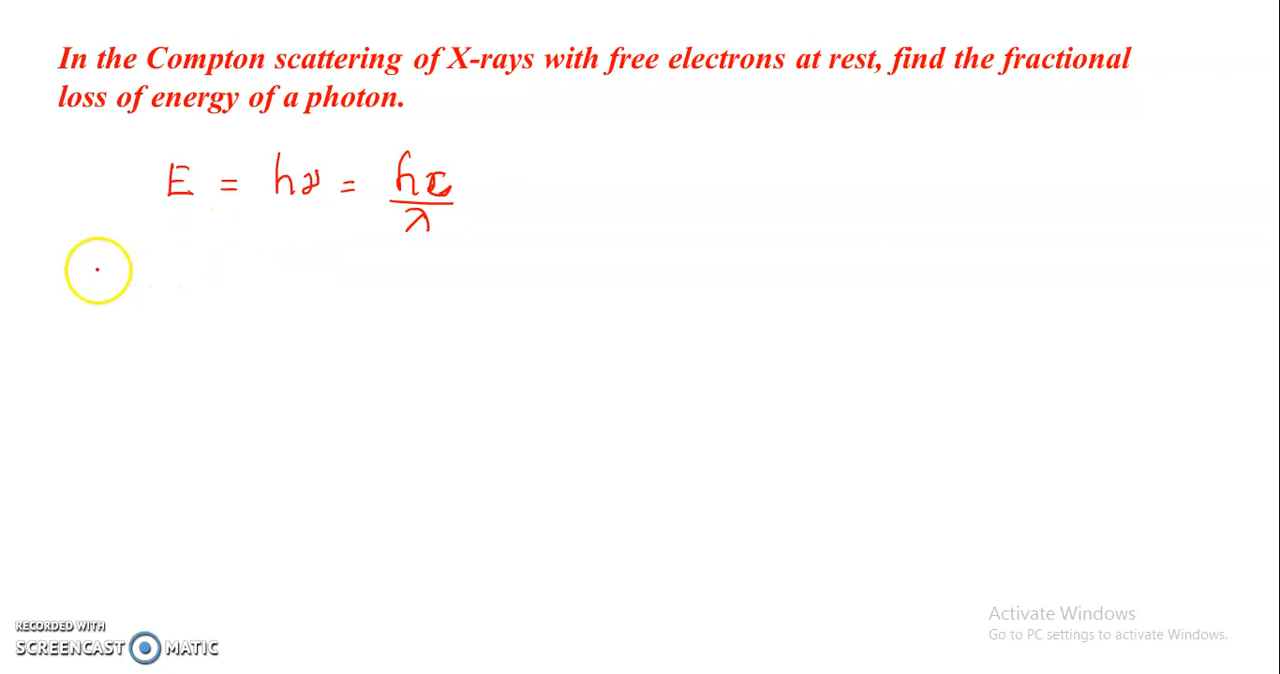 In the Compton scattering of X-rays with free electrons at rest, find the fractional
loss of energy of a photon.
E = hν = hc/λ
Activate Windows
Go to PC settings to activate Windows.
RECORDED WITH
SCREENCAST MATIC